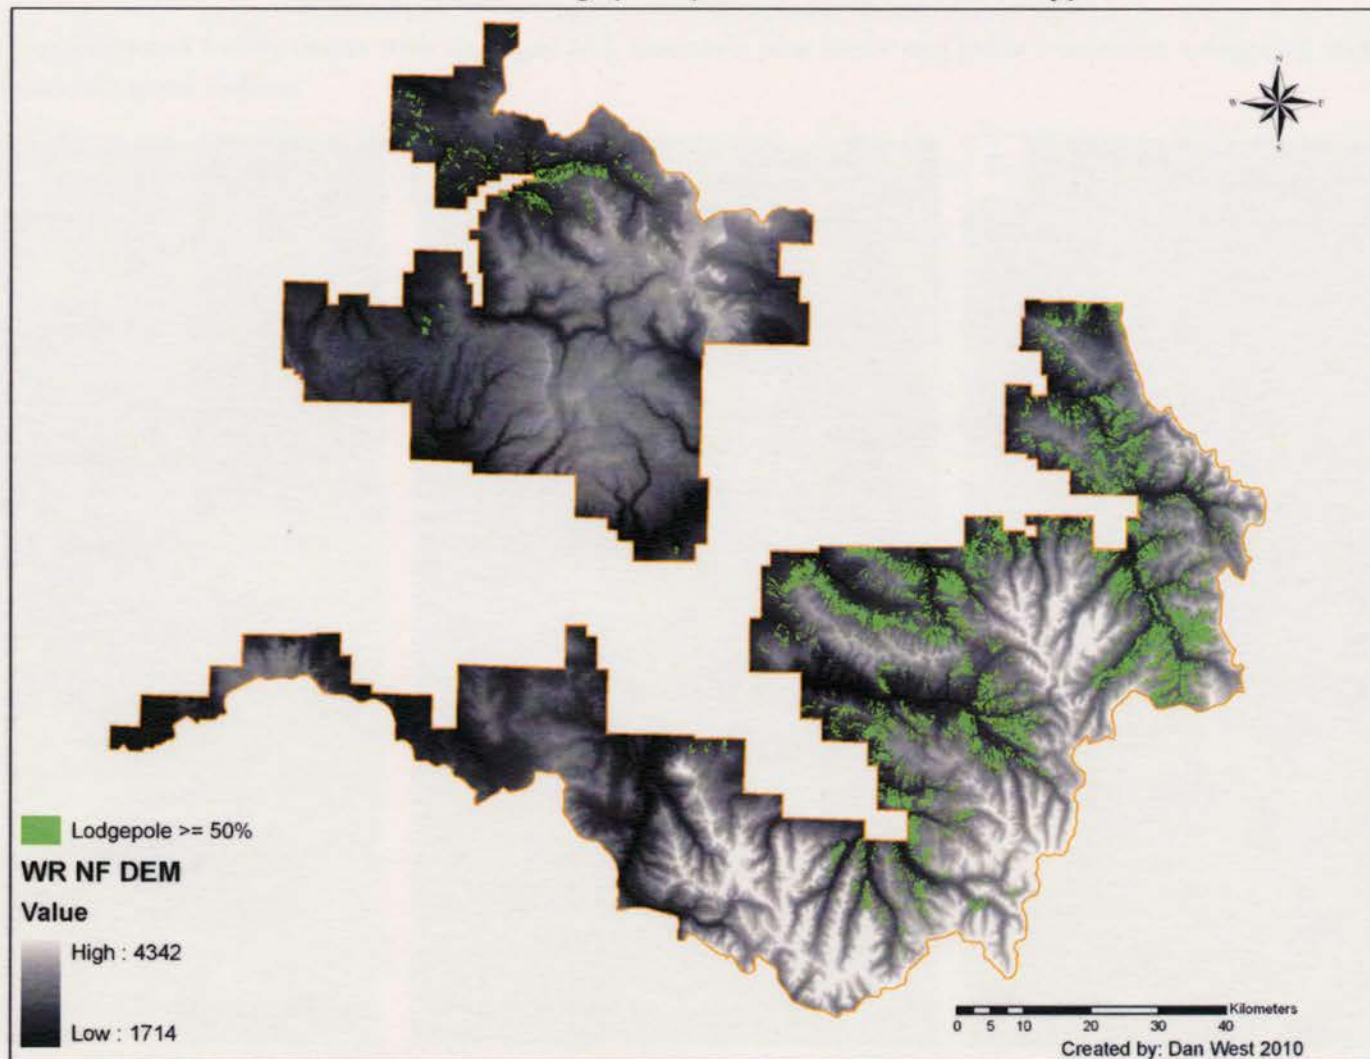 N
W E
S
Lodgepole >= 50%
WR NF DEM
Value
High : 4342
Low : 1714
Kilometers
0 5 10 20 30 40
Created by: Dan West 2010